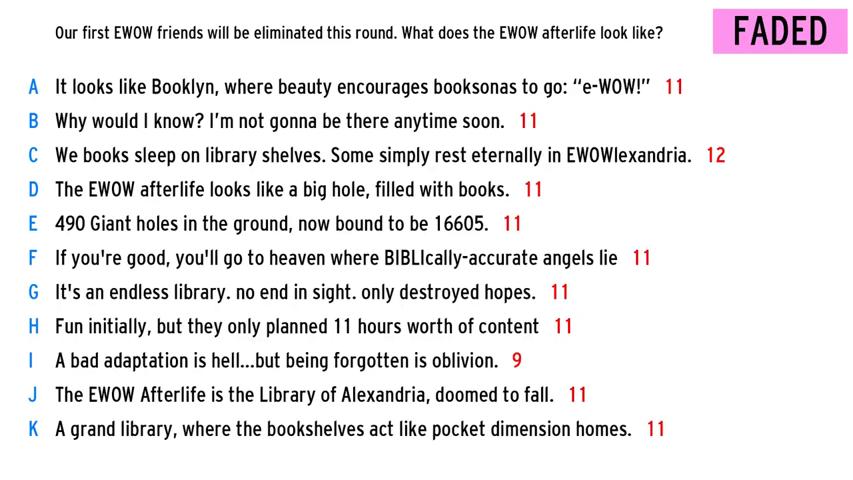 Our first EWOW friends will be eliminated this round. What does the EWOW afterlife look like?
FADED
A It looks like Booklyn, where beauty encourages booksonas to go: “e-WOW!” 11
B Why would I know? I’m not gonna be there anytime soon. 11
C We books sleep on library shelves. Some simply rest eternally in EWOWlexandria. 12
D The EWOW afterlife looks like a big hole, filled with books. 11
E 490 Giant holes in the ground, now bound to be 16605. 11
F If you're good, you'll go to heaven where BIBLIcally-accurate angels lie 11
G It's an endless library. no end in sight. only destroyed hopes. 11
H Fun initially, but they only planned 11 hours worth of content 11
I A bad adaptation is hell...but being forgotten is oblivion. 9
J The EWOW Afterlife is the Library of Alexandria, doomed to fall. 11
K A grand library, where the bookshelves act like pocket dimension homes. 11